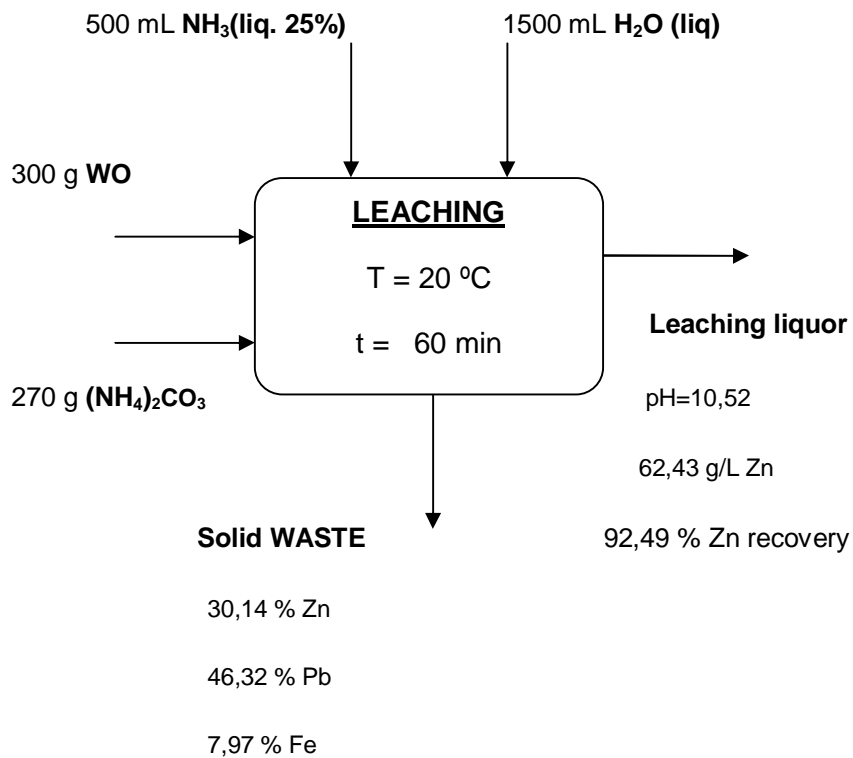 500 mL NH₃(liq. 25%)
1500 mL H₂O (liq)
300 g WO
LEACHING
T = 20 ºC
t = 60 min
270 g (NH₄)₂CO₃
Leaching liquor
pH=10,52
62,43 g/L Zn
92,49 % Zn recovery
Solid WASTE
30,14 % Zn
46,32 % Pb
7,97 % Fe